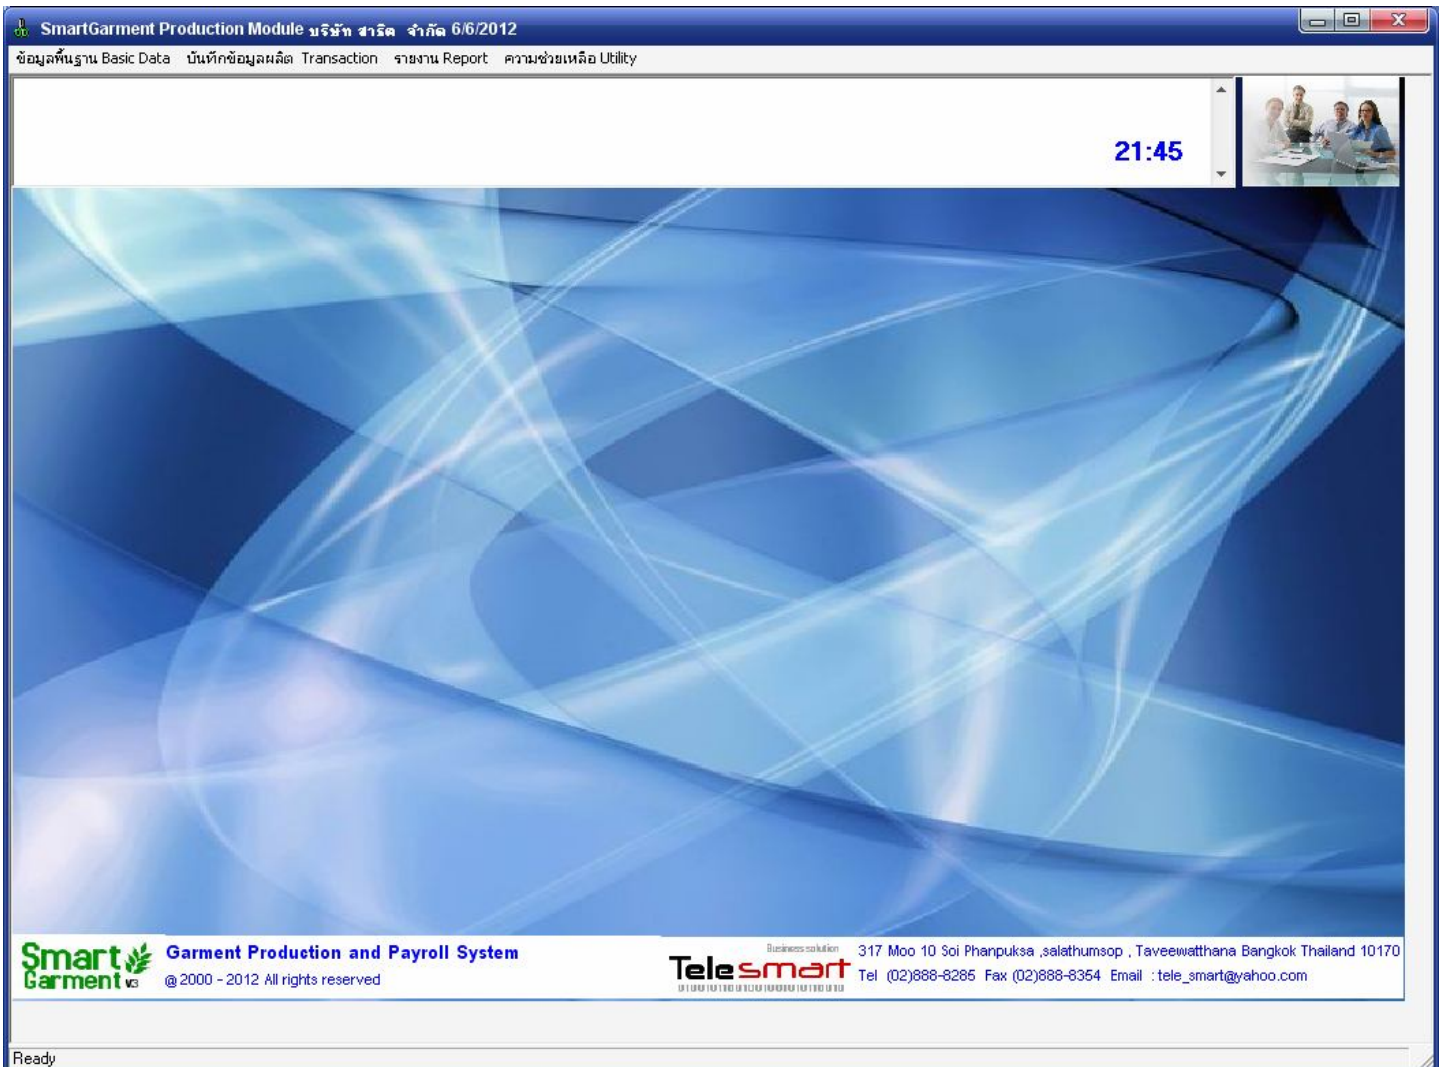 SmartGarment Production Module บริษัท สาธิต จำกัด 6/6/2012
ข้อมูลพื้นฐาน Basic Data บันทึกข้อมูลผลิต Transaction รายงาน Report ความช่วยเหลือ Utility
21:45
Smart
Garment V3
Garment Production and Payroll System
@ 2000 - 2012 All rights reserved
Business solution
Telesmart
317 Moo 10 Soi Phanpuksa ,salathumsop , Taveewatthana Bangkok Thailand 10170
Tel (02)888-8285 Fax (02)888-8354 Email : tele_smart@yahoo.com
Ready